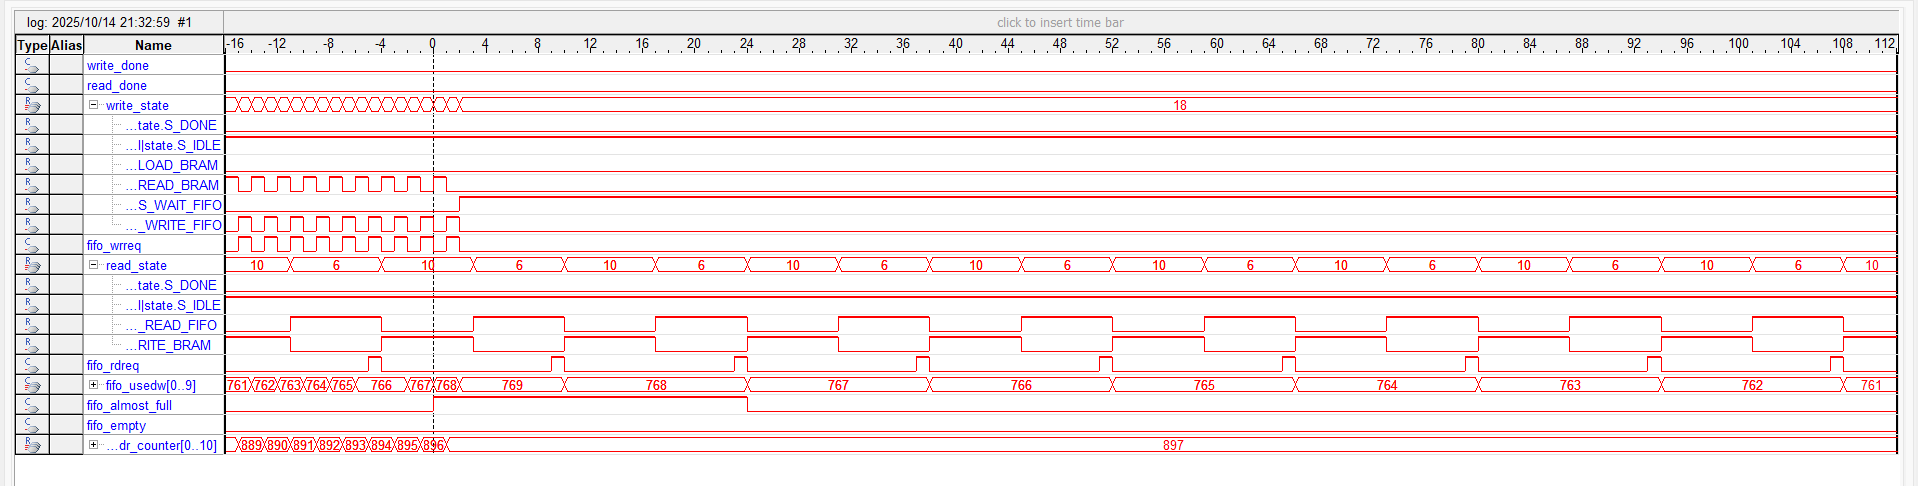 log: 2025/10/14 21:32:59 #1 click to insert time bar
Type Alias Name -16 -12 -8 -4 0 4 8 12 16 20 24 28 32 36 40 44 48 52 56 60 64 68 72 76 80 84 88 92 96 100 104 108 112
write_done
read_done
write_state 18
...tate.S_DONE
...l|state.S_IDLE
...LOAD_BRAM
...READ_BRAM
...S_WAIT_FIFO
..._WRITE_FIFO
fifo_wrreq
read_state 10 6 10 6 10 6 10 6 10 6 10 6 10 6 10 6 10 6 10
...tate.S_DONE
...l|state.S_IDLE
..._READ_FIFO
...RITE_BRAM
fifo_rdreq
fifo_usedw[0..9] 761 762 763 764 765 766 767 768 769 768 767 766 765 764 763 762 761
fifo_almost_full
fifo_empty
...dr_counter[0..10] 889 890 891 892 893 894 895 896 897